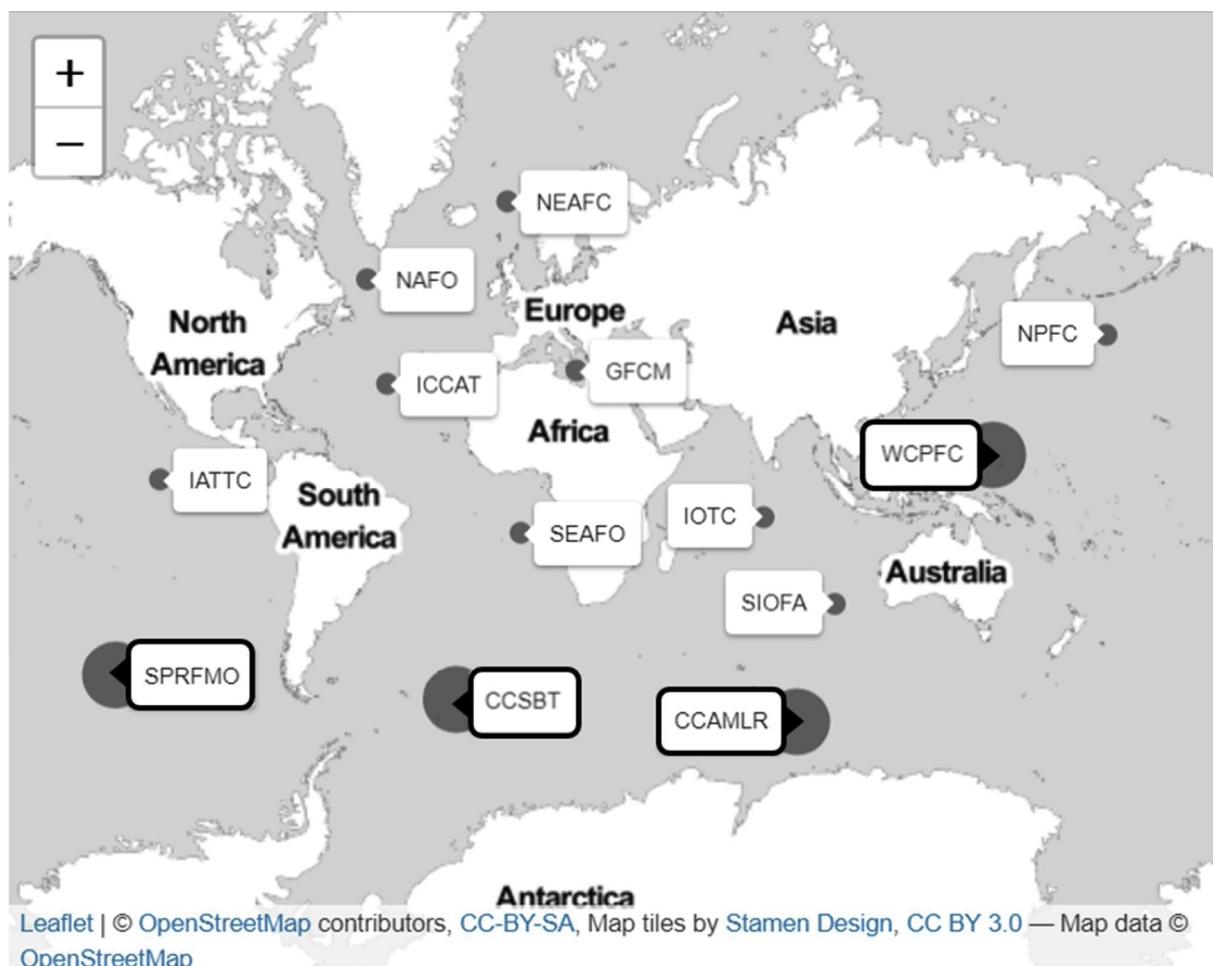 +
−
NEAFC
NAFO
North
America
Europe
Asia
NPFC
ICCAT
GFCM
Africa
WCPFC
IATTC
South
America
SEAFO
IOTC
Australia
SIOFA
SPRFMO
CCSBT
CCAMLR
Antarctica
Leaflet | © OpenStreetMap contributors, CC-BY-SA, Map tiles by Stamen Design, CC BY 3.0 — Map data ©
OpenStreetMap